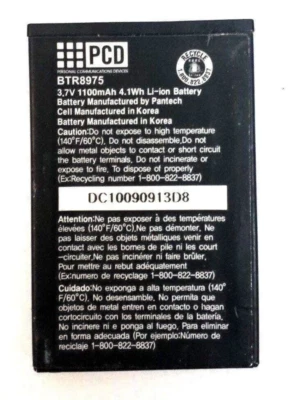 PCD
PERSONAL COMMUNICATIONS DEVICES
RECYCLE
BTR8975
3,7V 1100mAh 4.1Wh Li-ion Battery
Battery Manufactured by Pantech
Cell Manufactured in Korea
Battery Manufactured in Korea
Caution:Do not expose to high temperature
(140°F/60°C), Do not disassemble,Do not
allow metal objects to contact or short circuit
the battery terminals, Do not incinerate or
expose to fire, To dispose of properly
(Ex:Recycling number 1-800-822-8837)
DC10090913D8
Attention:Ne pas exposer à des températures
élevées (140°F/60°C),Ne pas démonter, Ne
pas laisser des objets métaliques venir en
contact avec les bornes de pile ni les court
-circuiter,Ne pas incinérer ni faire brûler,
Pour mettre au rebut adéquatement
(Ex:numero de recyclage 1-800-822-8837)
Cuidado:No exponga a alta temperatura (140°
F/60°C), No desensamble, No permita que
objetos de metal entren en contacto o hagan
cortocircuito con los terminales de la batería,
No incinere ni e ponga al fuego, Para eliminar
en forma adecuada (Por ejemplo:Número de
reciclaje 1-800-822-8837)